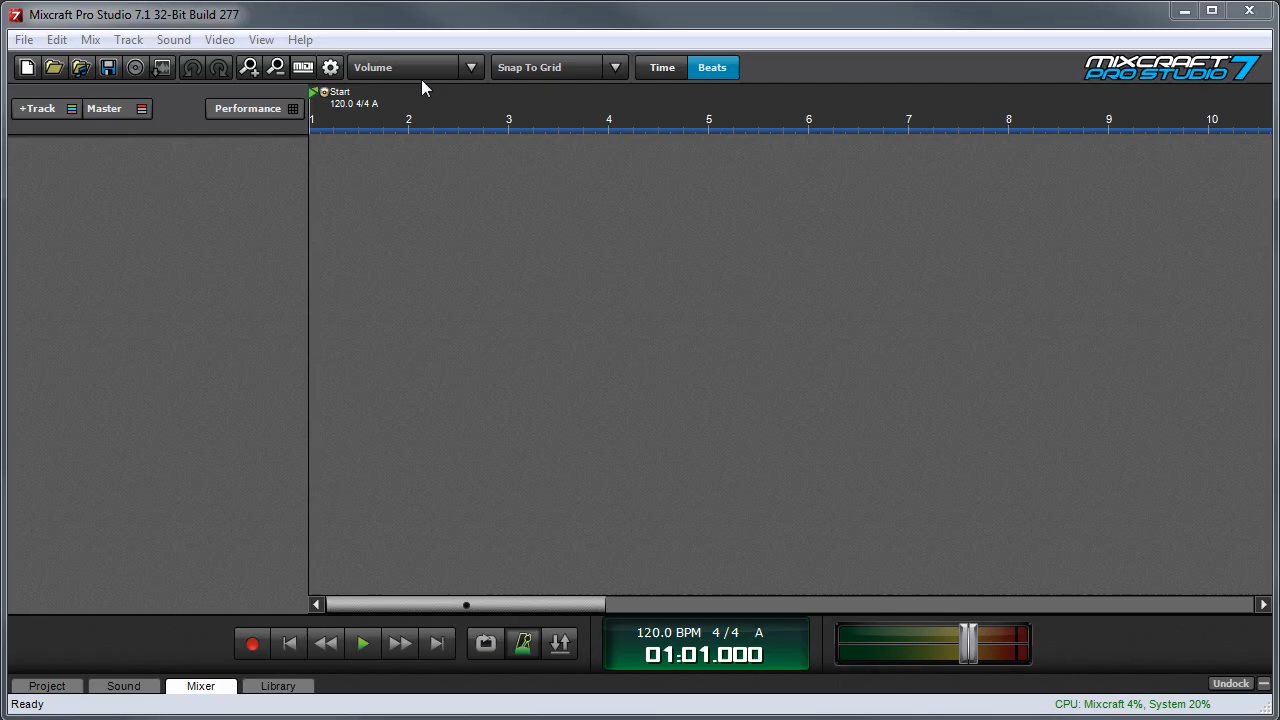 Mixcraft Pro Studio 7.1 32-Bit Build 277
File Edit Mix Track Sound Video View Help
Volume Snap To Grid Time Beats
MIXCRAFT PRO STUDIO 7
+Track Master Performance
Start
120.0 4/4 A
1 2 3 4 5 6 7 8 9 10
120.0 BPM 4 / 4 A
01:01.000
Project Sound Mixer Library Undock
Ready CPU: Mixcraft 4%, System 20%